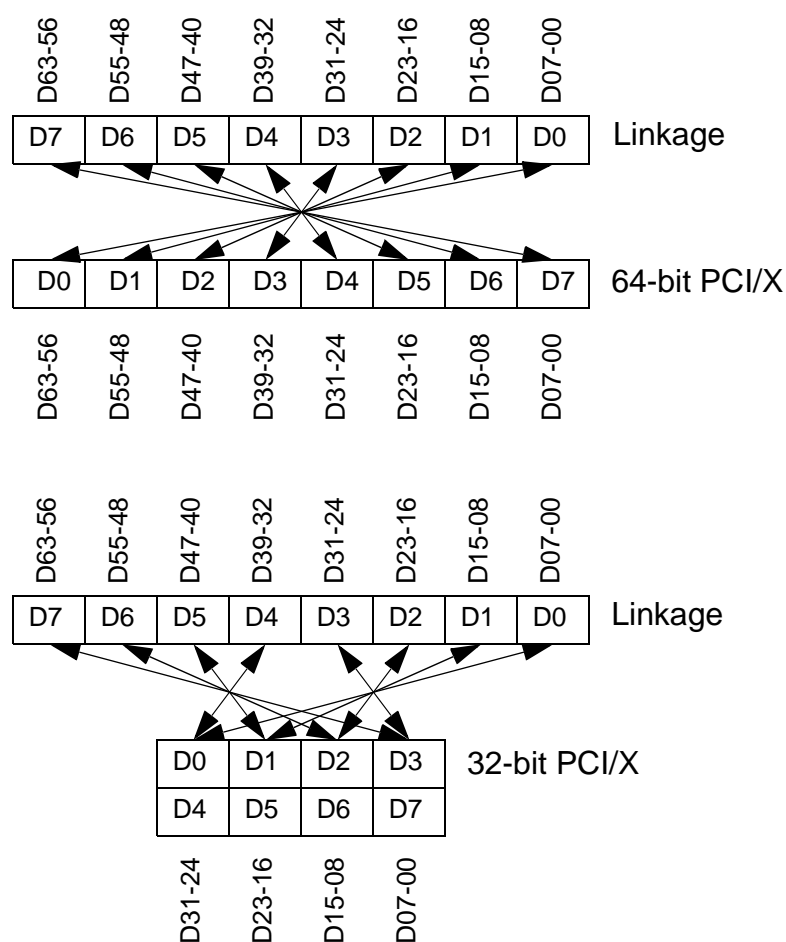 D63-56 D55-48 D47-40 D39-32 D31-24 D23-16 D15-08 D07-00
D7 D6 D5 D4 D3 D2 D1 D0 Linkage
D0 D1 D2 D3 D4 D5 D6 D7 64-bit PCI/X
D63-56 D55-48 D47-40 D39-32 D31-24 D23-16 D15-08 D07-00
D63-56 D55-48 D47-40 D39-32 D31-24 D23-16 D15-08 D07-00
D7 D6 D5 D4 D3 D2 D1 D0 Linkage
D0 D1 D2 D3 32-bit PCI/X
D4 D5 D6 D7
D31-24 D23-16 D15-08 D07-00